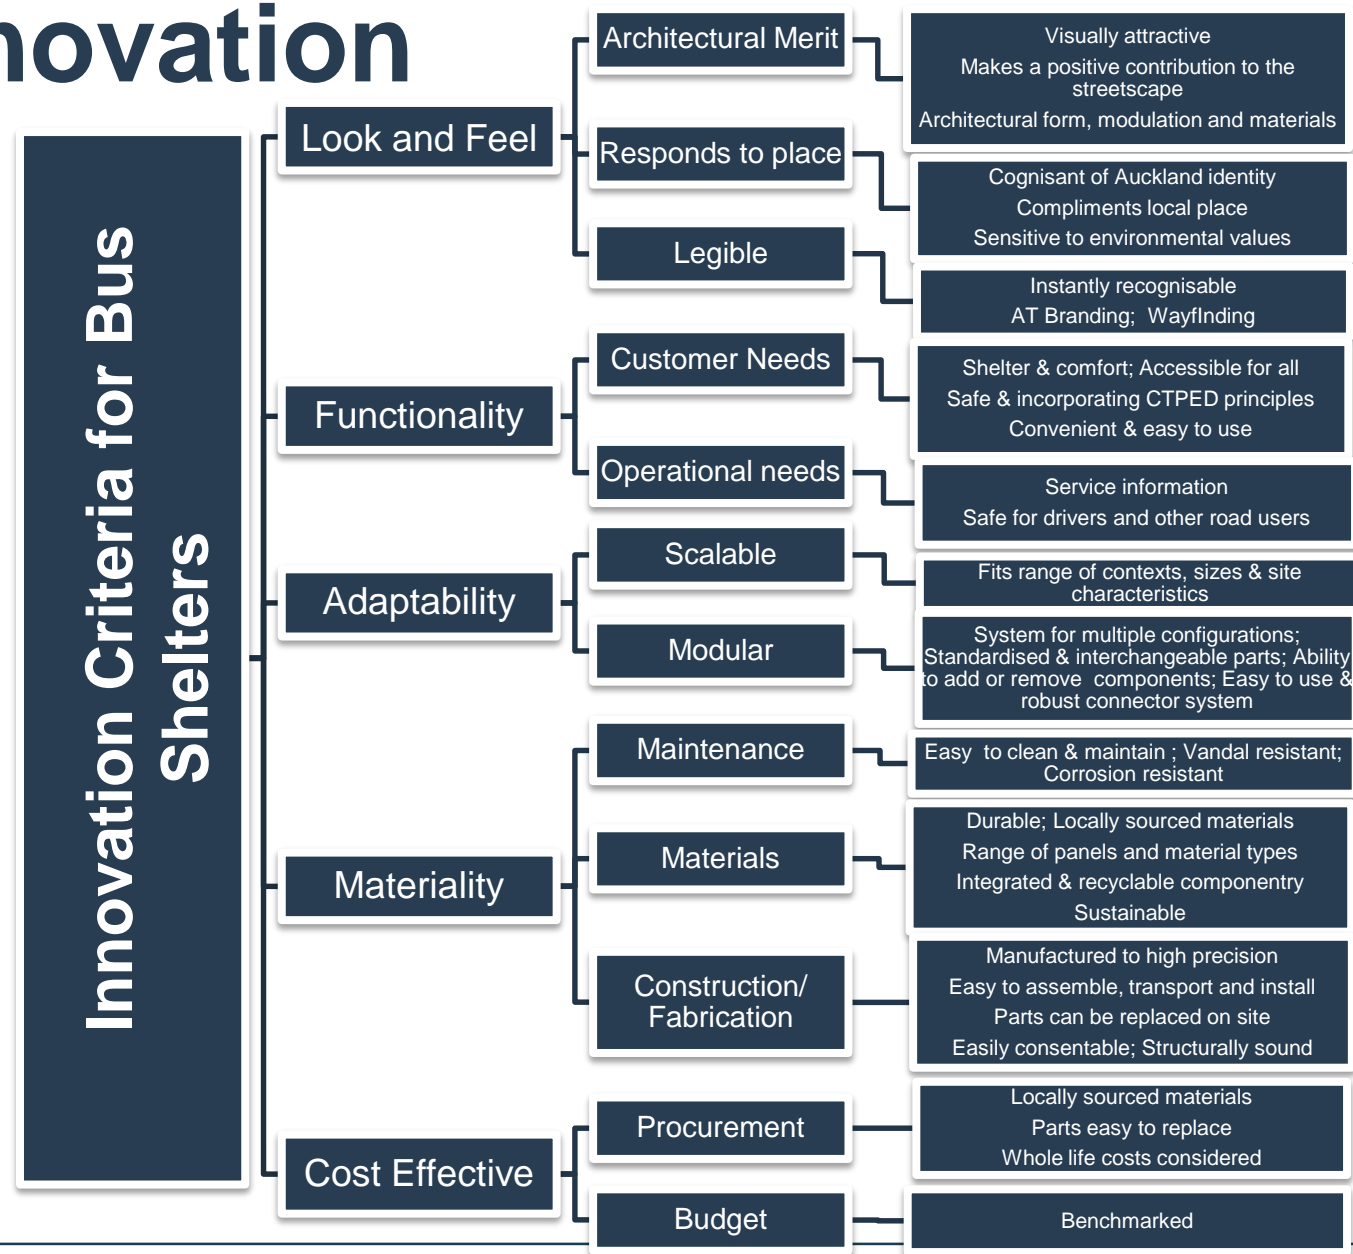 novation
Innovation Criteria for Bus
Shelters
Look and Feel
Architectural Merit
Visually attractive
Makes a positive contribution to the
streetscape
Architectural form, modulation and materials
Responds to place
Cognisant of Auckland identity
Compliments local place
Sensitive to environmental values
Legible
Instantly recognisable
AT Branding; WayfInding
Functionality
Customer Needs
Shelter & comfort; Accessible for all
Safe & incorporating CTPED principles
Convenient & easy to use
Operational needs
Service information
Safe for drivers and other road users
Adaptability
Scalable
Fits range of contexts, sizes & site
characteristics
Modular
System for multiple configurations;
Standardised & interchangeable parts; Ability
to add or remove components; Easy to use &
robust connector system
Materiality
Maintenance
Easy to clean & maintain ; Vandal resistant;
Corrosion resistant
Materials
Durable; Locally sourced materials
Range of panels and material types
Integrated & recyclable componentry
Sustainable
Construction/
Fabrication
Manufactured to high precision
Easy to assemble, transport and install
Parts can be replaced on site
Easily consentable; Structurally sound
Cost Effective
Procurement
Locally sourced materials
Parts easy to replace
Whole life costs considered
Budget
Benchmarked